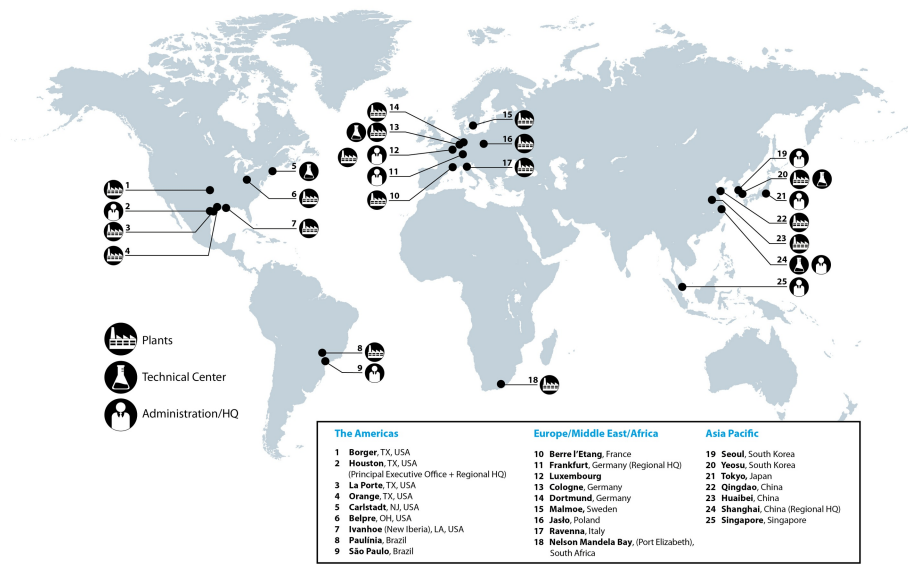 14
15
13
16
12
19
11
17
20
5
10
21
1
6
22
2
3
7
23
4
24
25
Plants
8
9
18
Technical Center
Administration/HQ
The Americas
1 Borger, TX, USA
2 Houston, TX, USA
(Principal Executive Office + Regional HQ)
3 La Porte, TX, USA
4 Orange, TX, USA
5 Carlstadt, NJ, USA
6 Belpre, OH, USA
7 Ivanhoe (New Iberia), LA, USA
8 Paulínia, Brazil
9 São Paulo, Brazil
Europe/Middle East/Africa
10 Berre l'Etang, France
11 Frankfurt, Germany (Regional HQ)
12 Luxembourg
13 Cologne, Germany
14 Dortmund, Germany
15 Malmoe, Sweden
16 Jasło, Poland
17 Ravenna, Italy
18 Nelson Mandela Bay, (Port Elizabeth),
South Africa
Asia Pacific
19 Seoul, South Korea
20 Yeosu, South Korea
21 Tokyo, Japan
22 Qingdao, China
23 Huaibei, China
24 Shanghai, China (Regional HQ)
25 Singapore, Singapore